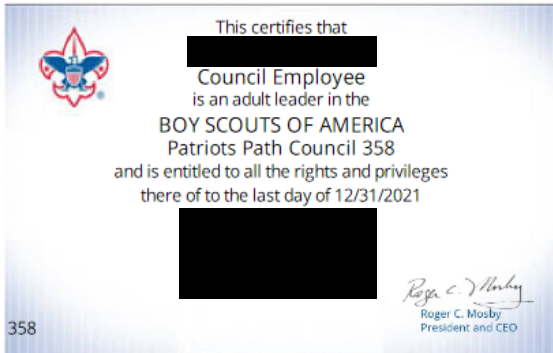 This certifies that
Council Employee
is an adult leader in the
BOY SCOUTS OF AMERICA
Patriots Path Council 358
and is entitled to all the rights and privileges
there of to the last day of 12/31/2021
Roger C. Mosby
Roger C. Mosby
President and CEO
358